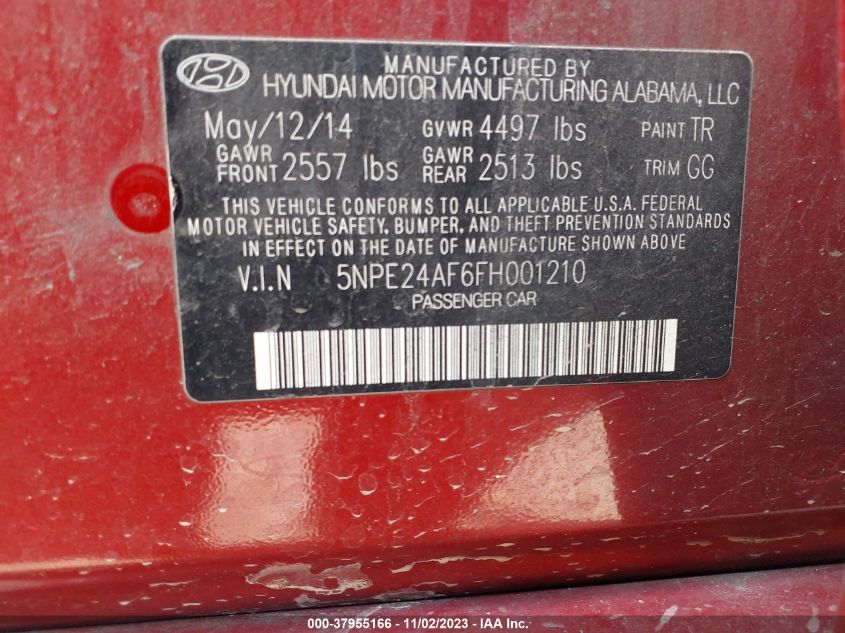 MANUFACTURED BY
HYUNDAI MOTOR MANUFACTURING ALABAMA, LLC
May/12/14 GVWR 4497 lbs PAINT TR
GAWR FRONT 2557 lbs GAWR REAR 2513 lbs TRIM GG
THIS VEHICLE CONFORMS TO ALL APPLICABLE U.S.A. FEDERAL
MOTOR VEHICLE SAFETY, BUMPER, AND THEFT PREVENTION STANDARDS
IN EFFECT ON THE DATE OF MANUFACTURE SHOWN ABOVE
V.I.N 5NPE24AF6FH001210
PASSENGER CAR
000-37955166 - 11/02/2023 - IAA Inc.